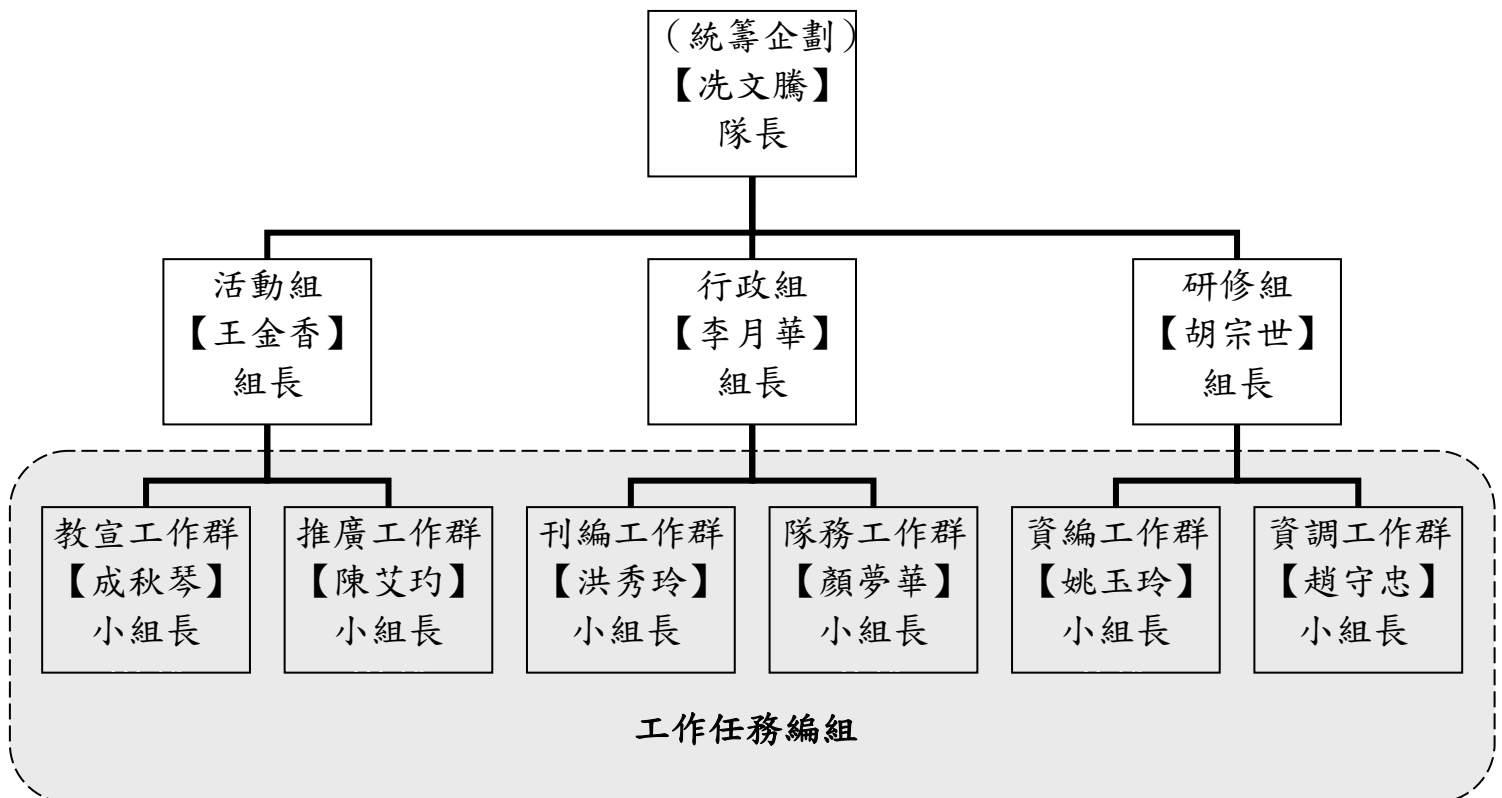 （統籌企劃）
【冼文騰】
隊長
活動組
【王金香】
組長
行政組
【李月華】
組長
研修組
【胡宗世】
組長
教宣工作群
【成秋琴】
小組長
推廣工作群
【陳艾玓】
小組長
刊編工作群
【洪秀玲】
小組長
隊務工作群
【顏夢華】
小組長
資編工作群
【姚玉玲】
小組長
資調工作群
【趙守忠】
小組長
工作任務編組